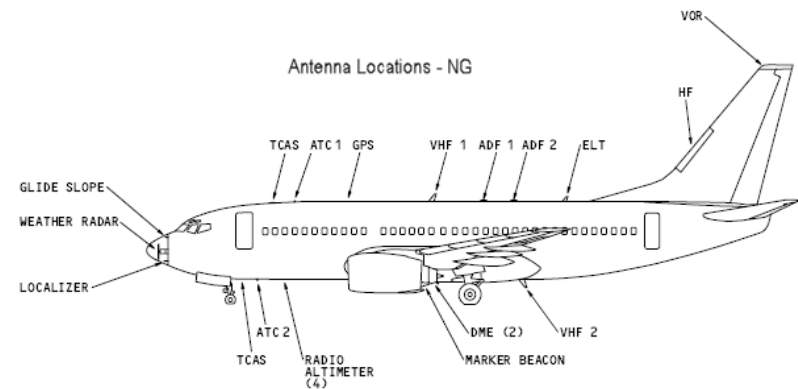 VOR
Antenna Locations - NG
HF
TCAS
ATC 1
GPS
VHF 1
ADF 1
ADF 2
ELT
GLIDE SLOPE
WEATHER RADAR
LOCALIZER
ATC 2
DME (2)
VHF 2
TCAS
RADIO
ALTIMETER
(4)
MARKER BEACON